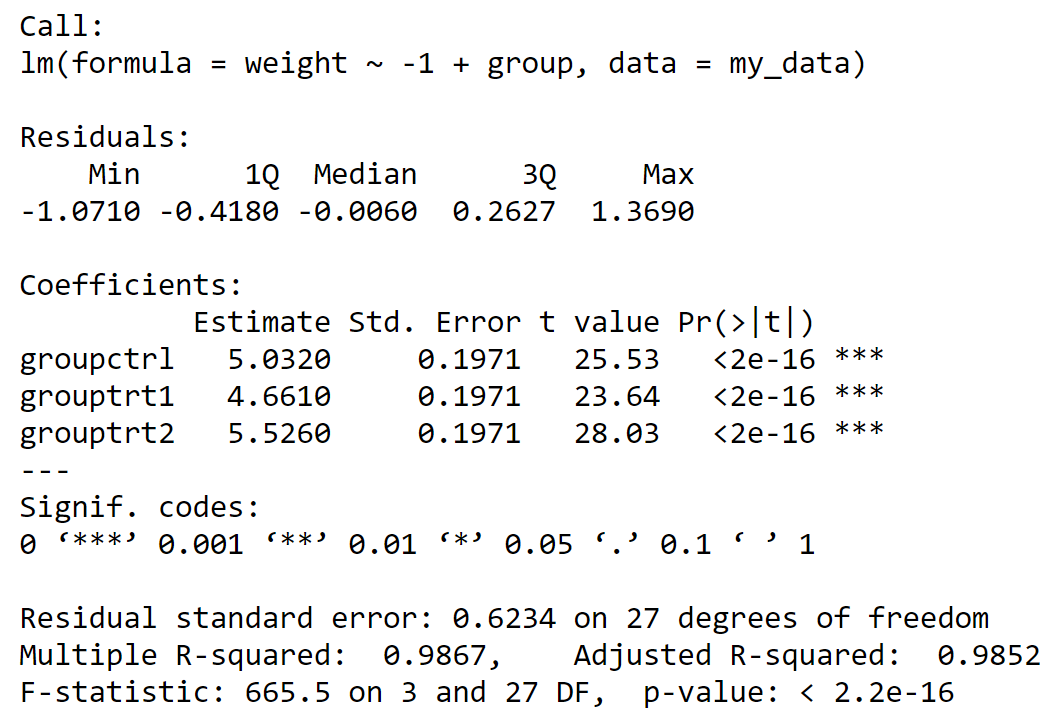 Call:
lm(formula = weight ~ -1 + group, data = my_data)
Residuals:
Min 1Q Median 3Q Max
-1.0710 -0.4180 -0.0060 0.2627 1.3690
Coefficients:
Estimate Std. Error t value Pr(>|t|)
groupctrl 5.0320 0.1971 25.53 <2e-16 ***
grouptrt1 4.6610 0.1971 23.64 <2e-16 ***
grouptrt2 5.5260 0.1971 28.03 <2e-16 ***
---
Signif. codes:
0 ‘***’ 0.001 ‘**’ 0.01 ‘*’ 0.05 ‘.’ 0.1 ‘ ’ 1
Residual standard error: 0.6234 on 27 degrees of freedom
Multiple R-squared: 0.9867, Adjusted R-squared: 0.9852
F-statistic: 665.5 on 3 and 27 DF, p-value: < 2.2e-16